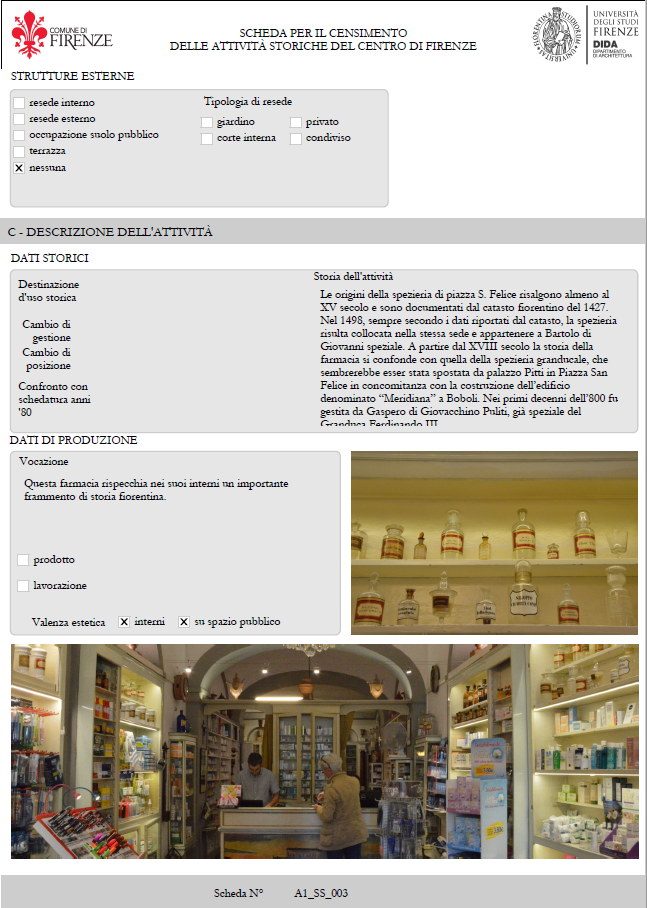 COMUNE DI
FIRENZE
SCHEDA PER IL CENSIMENTO
DELLE ATTIVITÀ STORICHE DEL CENTRO DI FIRENZE
UNIVERSITÀ
DEGLI STUDI
FIRENZE
DIDA
DIPARTIMENTO
DI ARCHITETTURA
STRUTTURE ESTERNE
resede interno
resede esterno
occupazione suolo pubblico
terrazza
nessuna
Tipologia di resede
giardino
privato
corte interna
condiviso
C - DESCRIZIONE DELL'ATTIVITÀ
DATI STORICI
Destinazione
d'uso storica
Cambio di
gestione
Cambio di
posizione
Confronto con
schedatura anni
'80
Storia dell'attività
Le origini della spezieria di piazza S. Felice risalgono almeno al
XV secolo e sono documentati dal catasto fiorentino del 1427.
Nel 1498, sempre secondo i dati riportati dal catasto, la spezieria
risulta collocata nella stessa sede e appartenere a Bartolo di
Giovanni speziale. A partire dal XVIII secolo la storia della
farmacia si confonde con quella della spezieria granducale, che
sembrerebbe esser stata spostata da palazzo Pitti in Piazza San
Felice in concomitanza con la costruzione dell'edificio
denominato “Meridiana” a Boboli. Nei primi decenni dell'800 fu
gestita da Gaspero di Giovacchino Puliti, già speziale del
Granduca Ferdinando III
DATI DI PRODUZIONE
Vocazione
Questa farmacia rispecchia nei suoi interni un importante
frammento di storia fiorentina.
prodotto
lavorazione
Valenza estetica
interni
su spazio pubblico
Scheda N° A1_SS_003